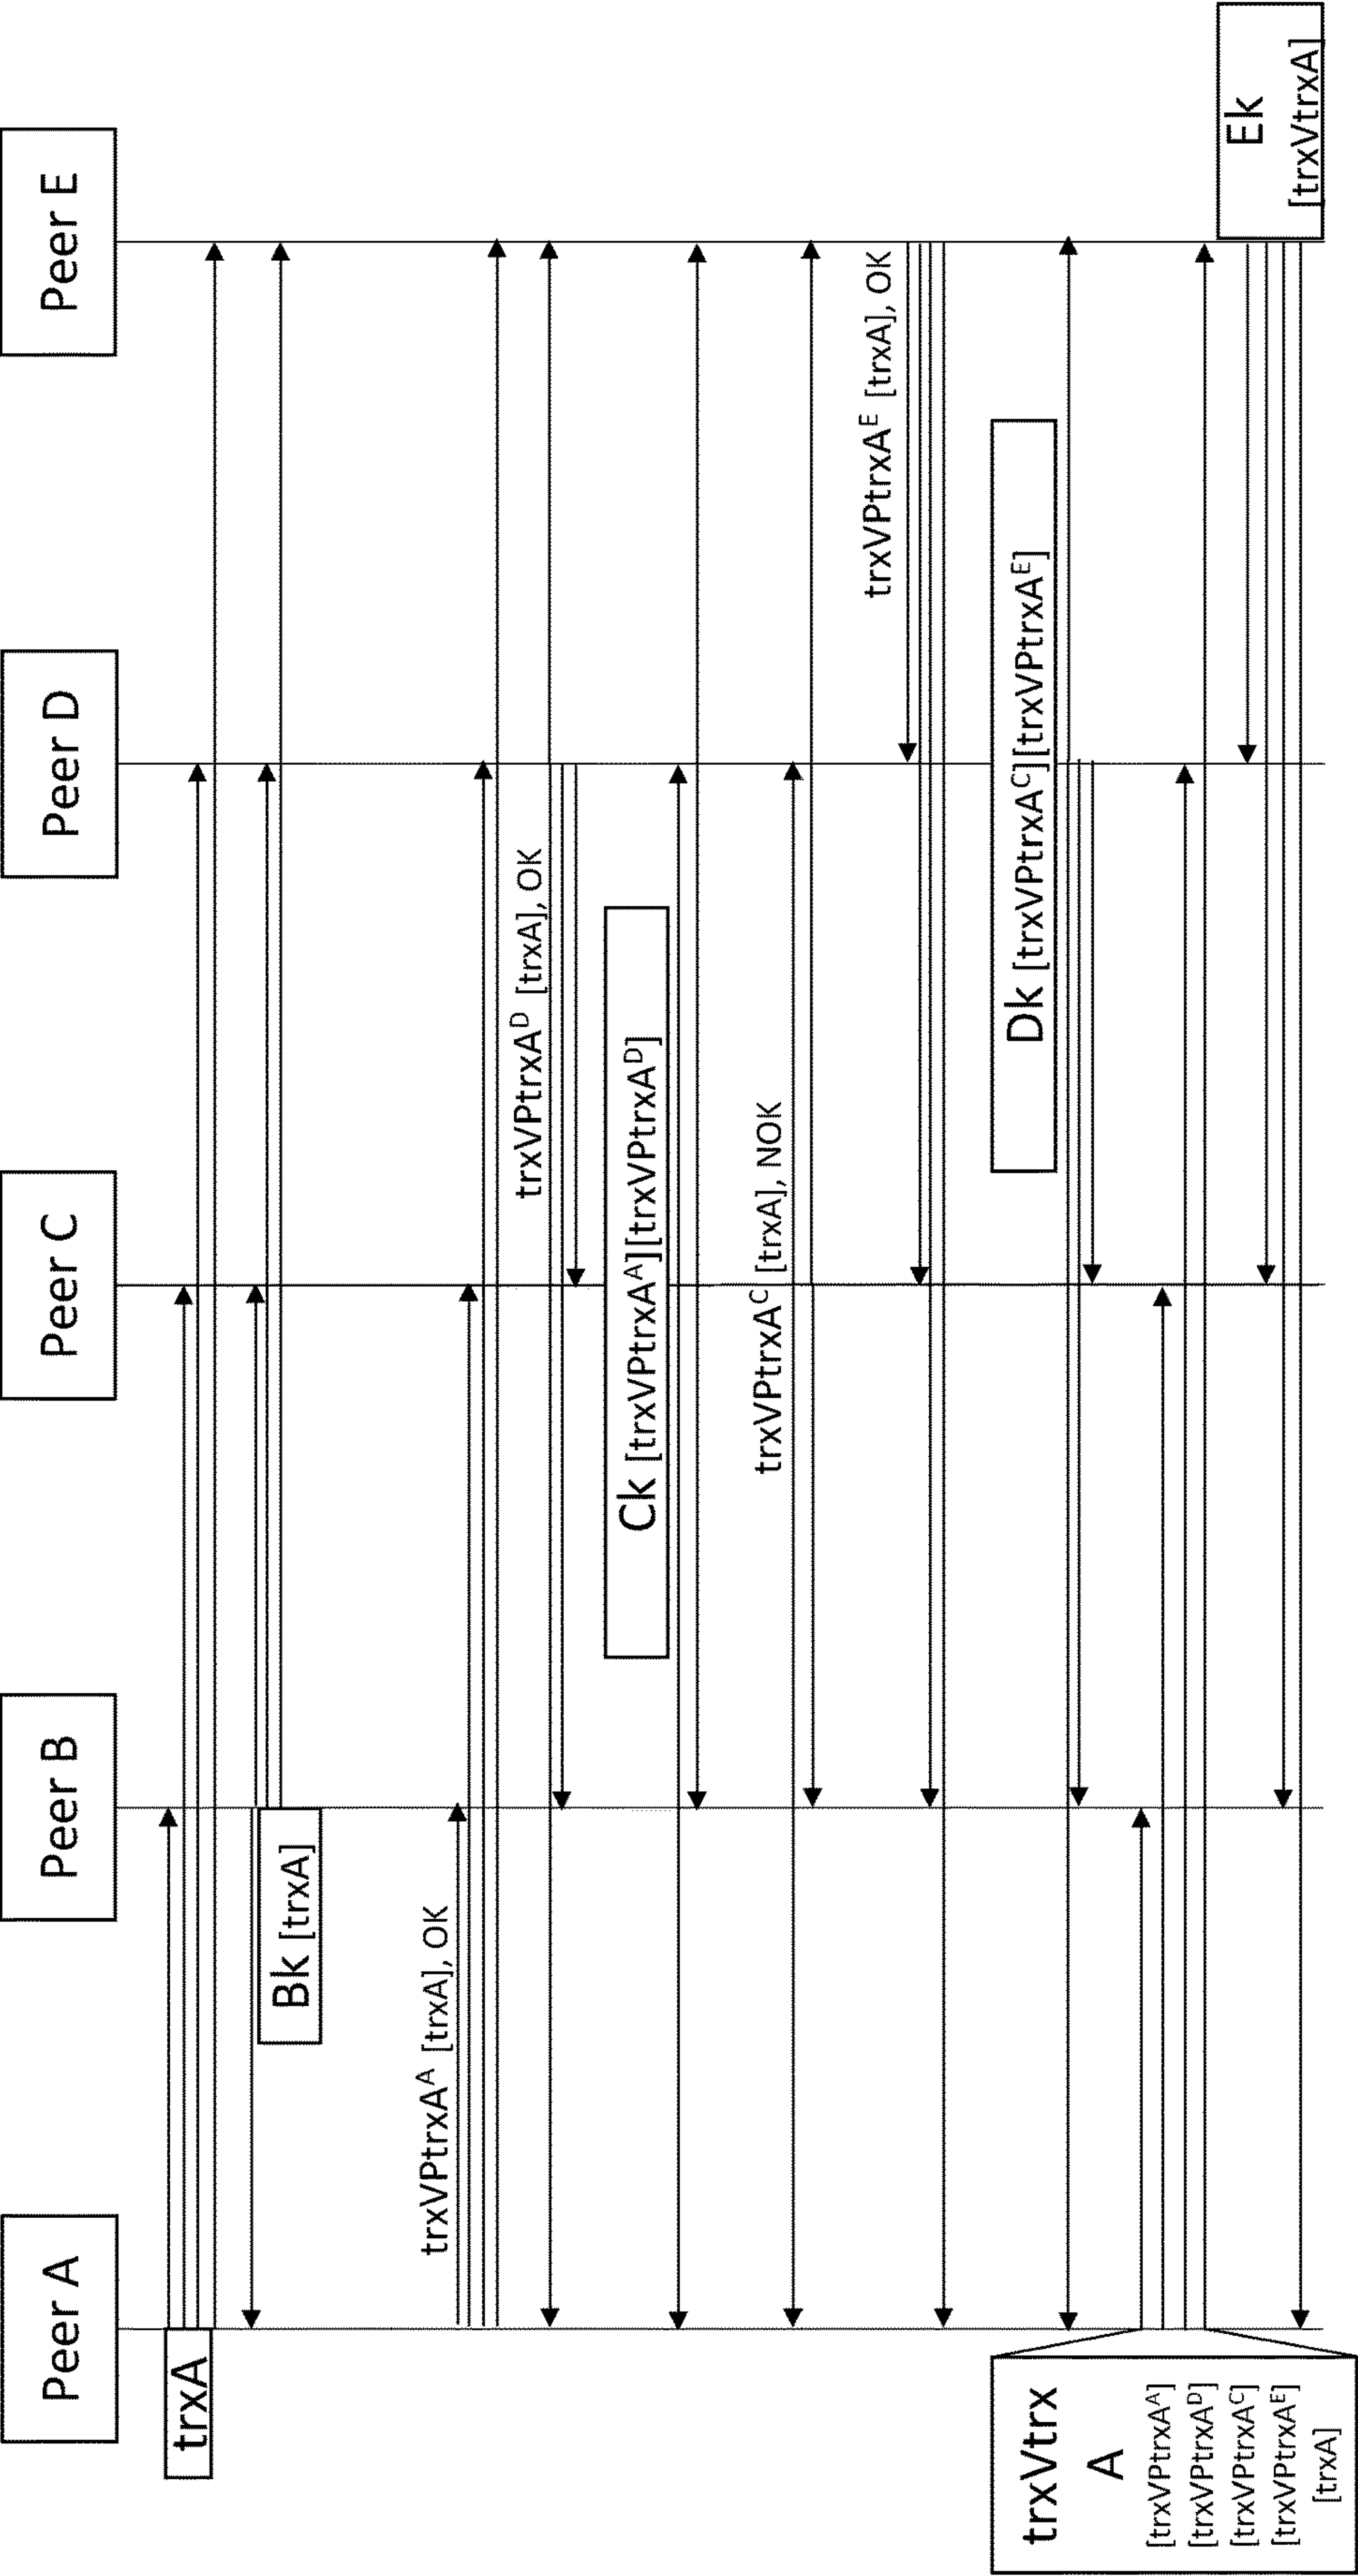 Peer A
Peer B
Peer C
Peer D
Peer E
trxA
Bk [trxA]
trxVPtrxA^A [trxA], OK
trxVPtrxA^D [trxA], OK
Ck [trxVPtrxA^A][trxVPtrxA^D]
trxVPtrxA^C [trxA], NOK
trxVPtrxA^E [trxA], OK
Dk [trxVPtrxA^C][trxVPtrxA^E]
trxVtrx
A
[trxVPtrxA^A]
[trxVPtrxA^D]
[trxVPtrxA^C]
[trxVPtrxA^E]
[trxA]
Ek
[trxVtrxA]